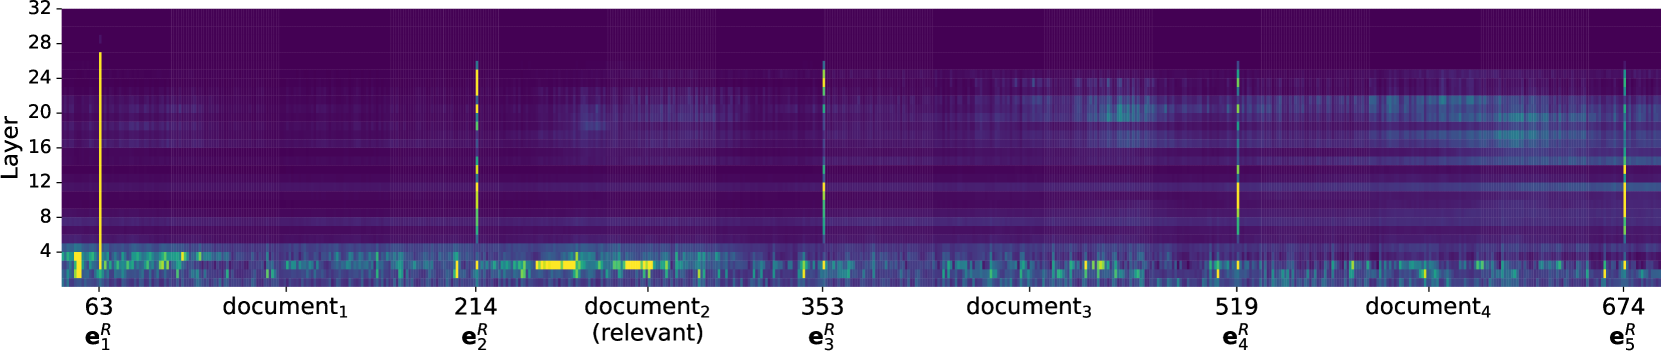 32
28
24
20
16
12
8
4
Layer
63 document₁ 214 document₂ 353 document₃ 519 document₄ 674
e₁ᴿ e₂ᴿ (relevant) e₃ᴿ e₄ᴿ e₅ᴿ